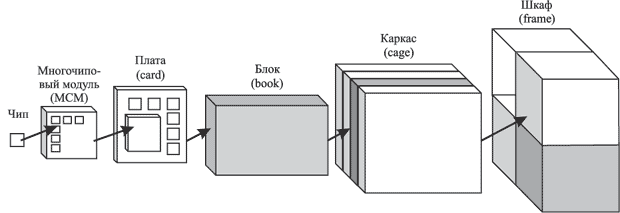 Чип
Многочипо-
вый модуль
(MCM)
Плата
(card)
Блок
(book)
Каркас
(cage)
Шкаф
(frame)